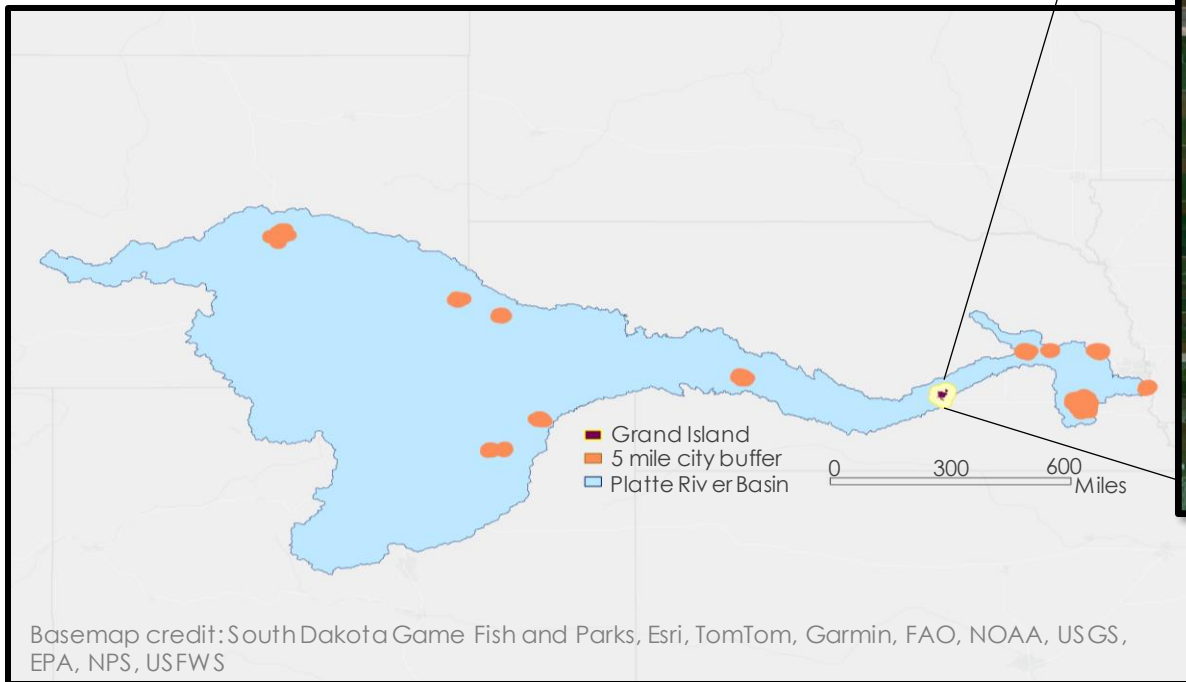 Grand Island
5 mile city buffer
Platte River Basin
0 300 600
Miles
Basemap credit: South Dakota Game Fish and Parks, Esri, TomTom, Garmin, FAO, NOAA, USGS,
EPA, NPS, USFWS